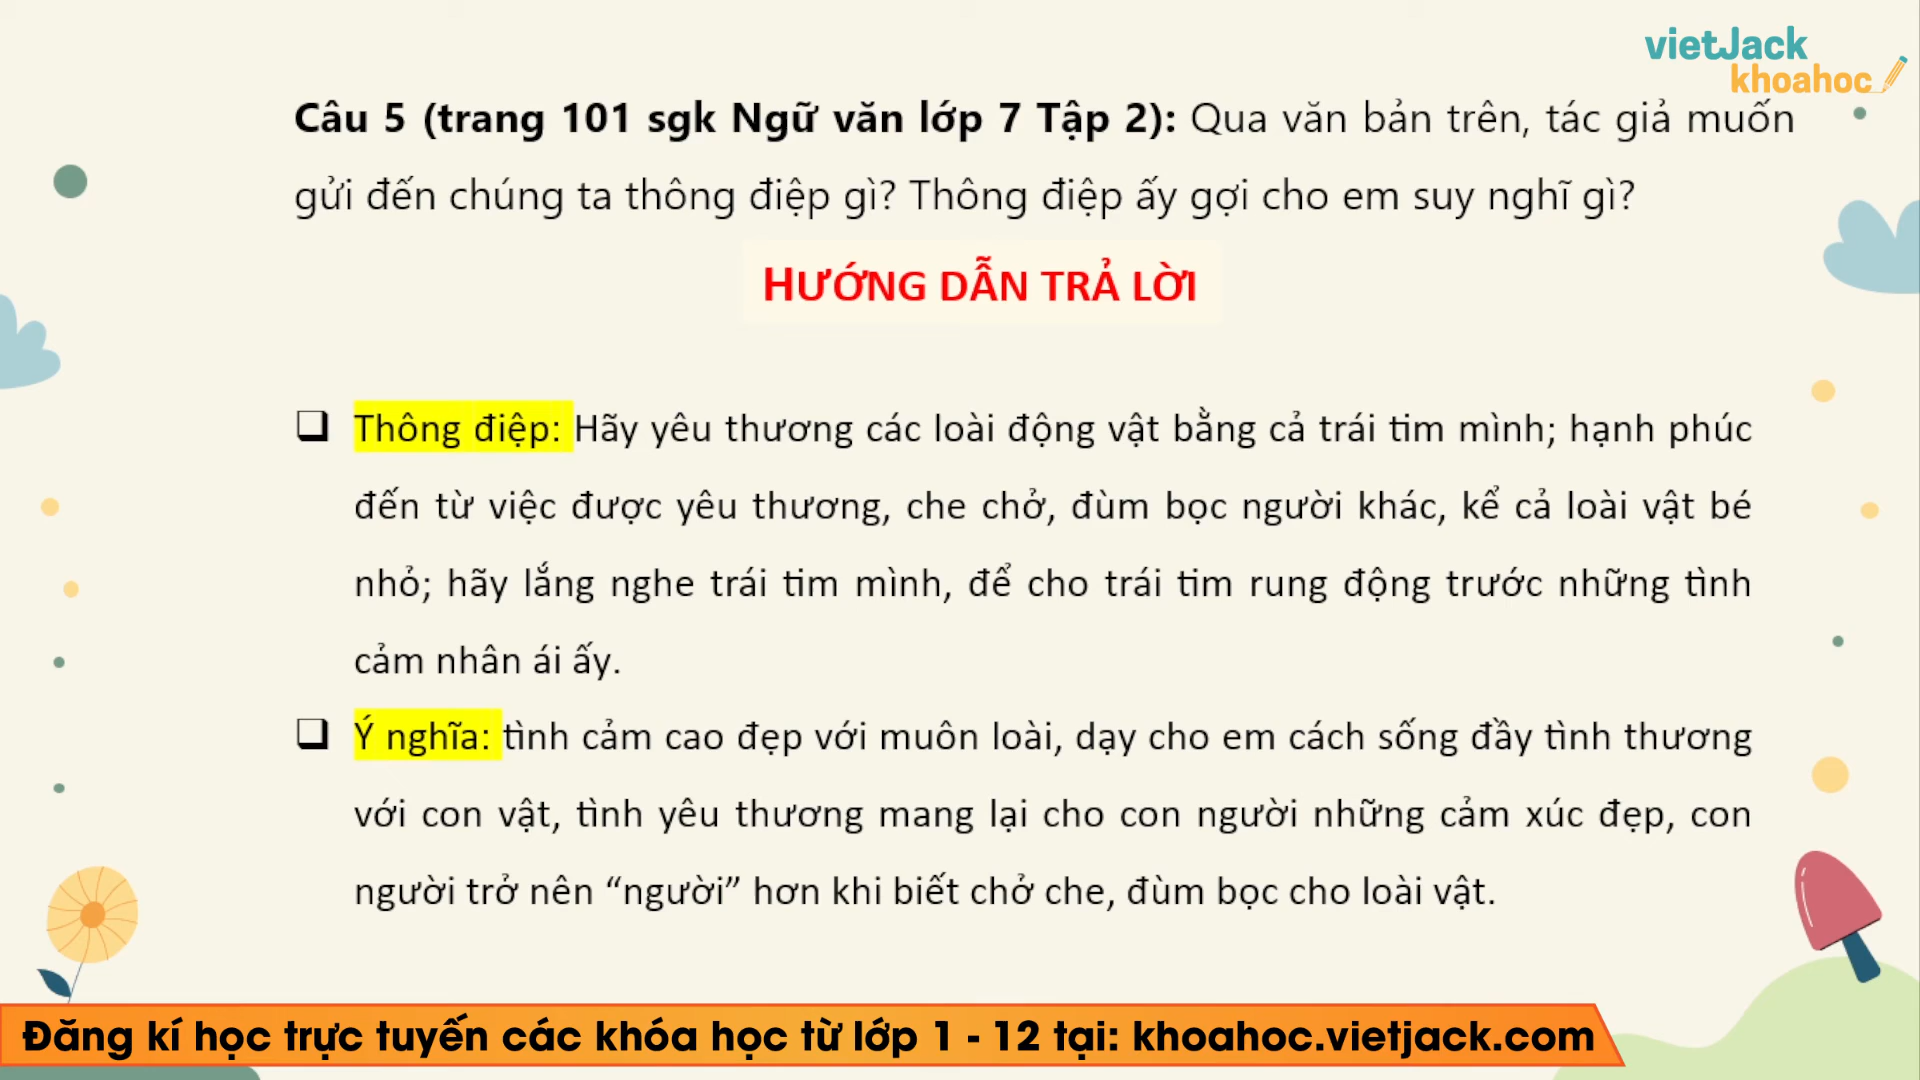 vietJack
khoahoc
Câu 5 (trang 101 sgk Ngữ văn lớp 7 Tập 2): Qua văn bản trên, tác giả muốn
gửi đến chúng ta thông điệp gì? Thông điệp ấy gợi cho em suy nghĩ gì?
HƯỚNG DẪN TRẢ LỜI
Thông điệp: Hãy yêu thương các loài động vật bằng cả trái tim mình; hạnh phúc
đến từ việc được yêu thương, che chở, đùm bọc người khác, kể cả loài vật bé
nhỏ; hãy lắng nghe trái tim mình, để cho trái tim rung động trước những tình
cảm nhân ái ấy.
Ý nghĩa: tình cảm cao đẹp với muôn loài, dạy cho em cách sống đầy tình thương
với con vật, tình yêu thương mang lại cho con người những cảm xúc đẹp, con
người trở nên “người” hơn khi biết chở che, đùm bọc cho loài vật.
Đăng kí học trực tuyến các khóa học từ lớp 1 - 12 tại: khoahoc.vietjack.com